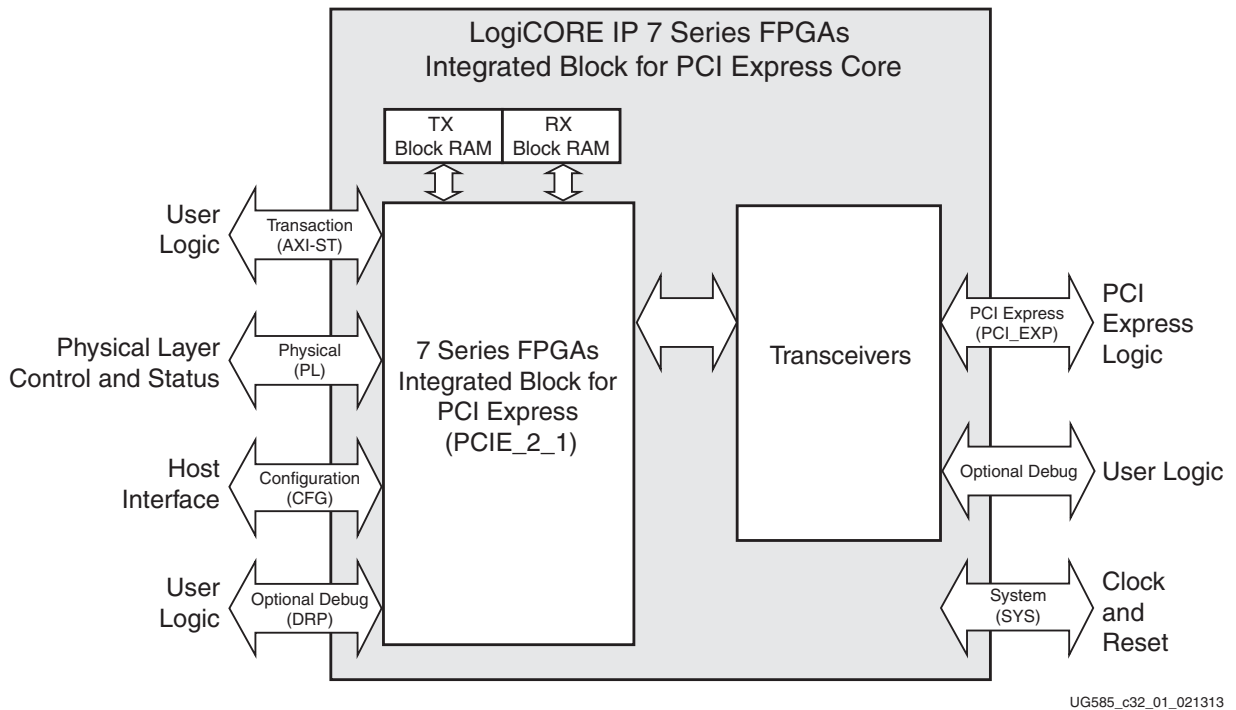 LogiCORE IP 7 Series FPGAs
Integrated Block for PCI Express Core
TX
Block RAM
RX
Block RAM
User
Logic
Transaction
(AXI-ST)
Physical Layer
Control and Status
Physical
(PL)
Host
Interface
Configuration
(CFG)
User
Logic
Optional Debug
(DRP)
7 Series FPGAs
Integrated Block for
PCI Express
(PCIE_2_1)
Transceivers
PCI Express
(PCI_EXP)
PCI
Express
Logic
Optional Debug
User Logic
System
(SYS)
Clock
and
Reset
UG585_c32_01_021313